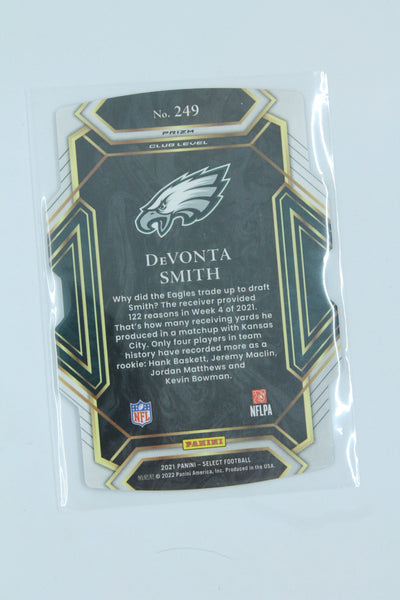 No. 249
PRIZM
CLUB LEVEL
DeVonta
Smith
Why did the Eagles trade up to draft
Smith? The receiver provided
122 reasons in Week 4 of 2021.
That's how many receiving yards he
produced in a matchup with Kansas
City. Only four players in team
history have recorded more as a
rookie: Hank Baskett, Jeremy Maclin,
Jordan Matthews and
Kevin Bowman.
NFL
NFLPA
PANINI
2021 PANINI – SELECT FOOTBALL
© 2022 Panini America, Inc. Produced in the USA.